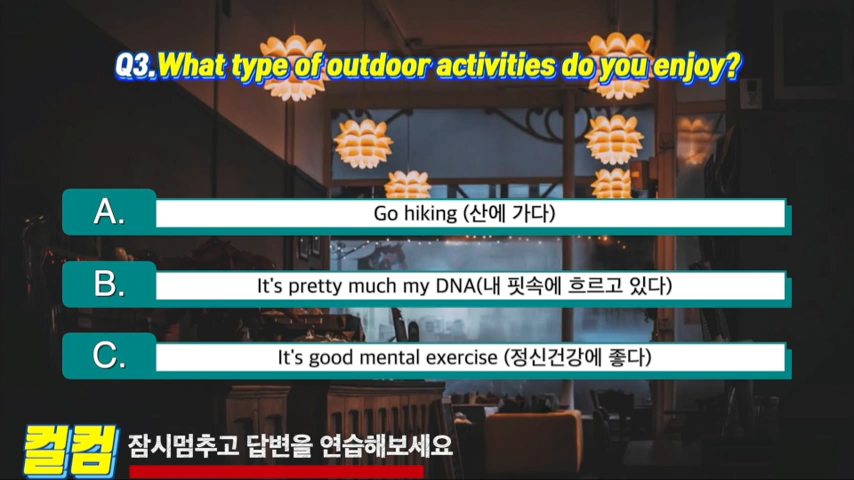 Q3.What type of outdoor activities do you enjoy?
A. Go hiking (산에 가다)
B. It's pretty much my DNA(내 핏속에 흐르고 있다)
C. It's good mental exercise (정신건강에 좋다)
컬컴 잠시멈추고 답변을 연습해보세요